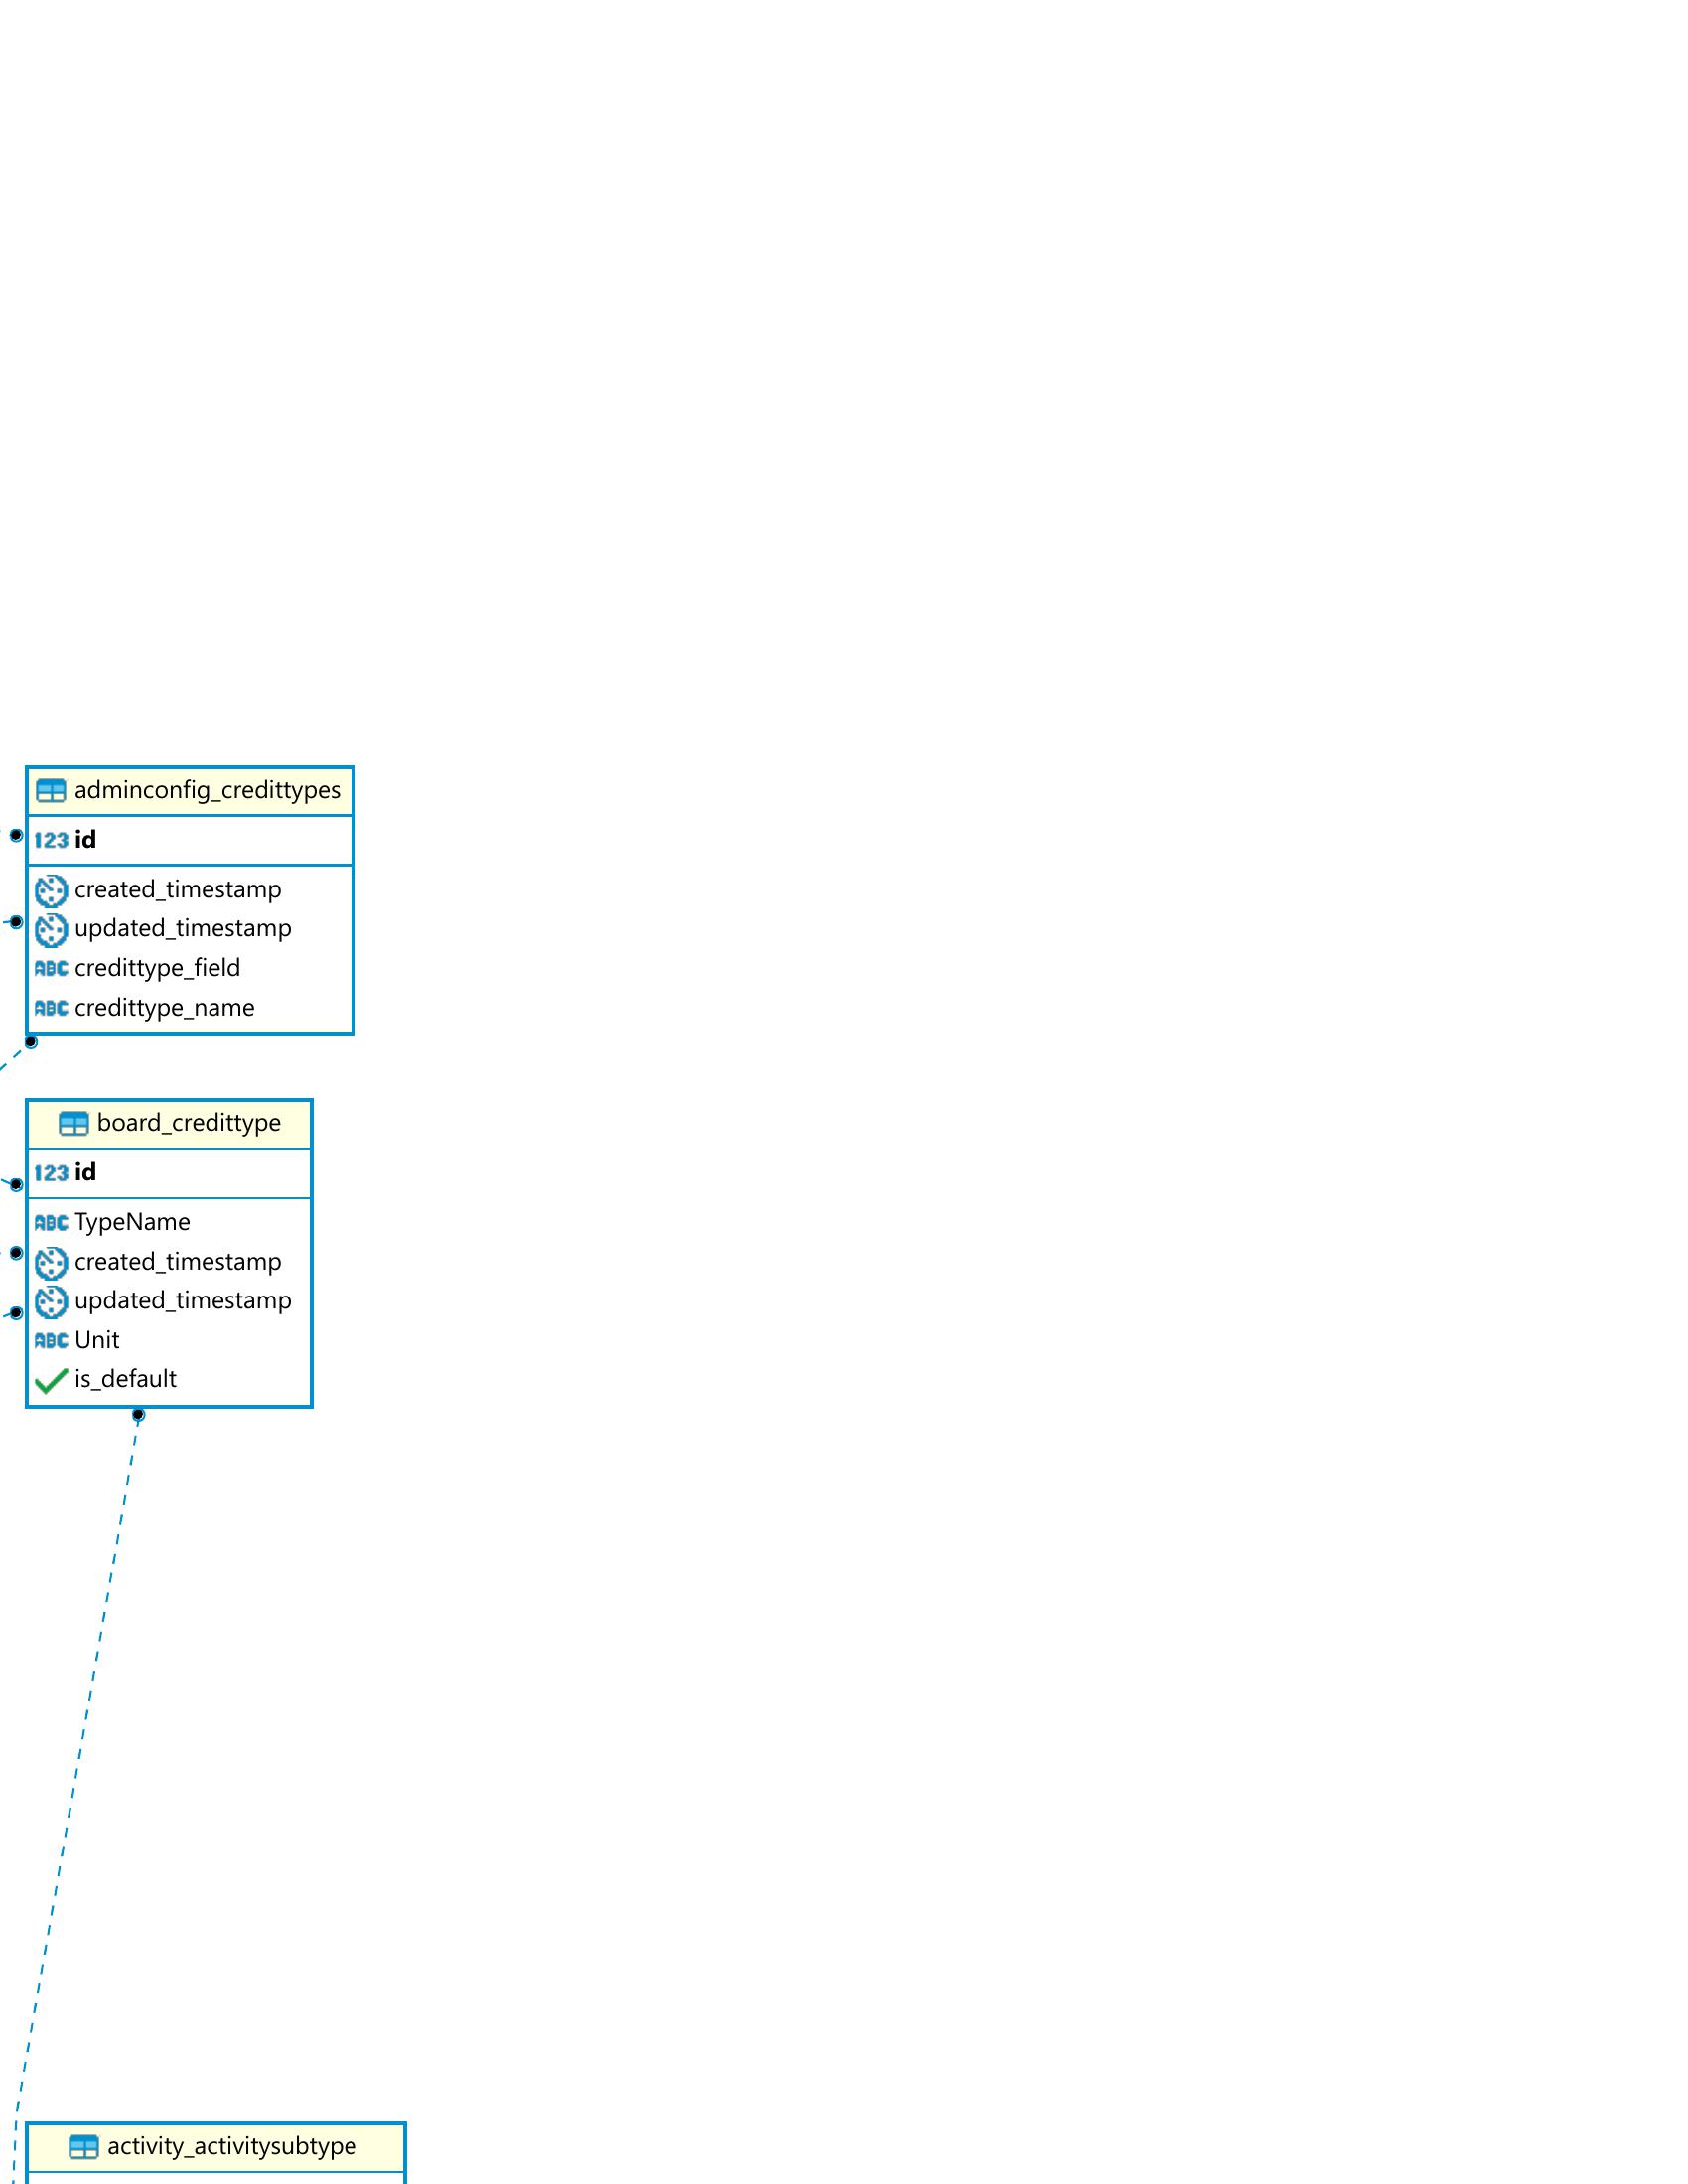 adminconfig_credittypes
123 id
created_timestamp
updated_timestamp
ABC credittype_field
ABC credittype_name
board_credittype
123 id
ABC TypeName
created_timestamp
updated_timestamp
ABC Unit
is_default
activity_activitysubtype